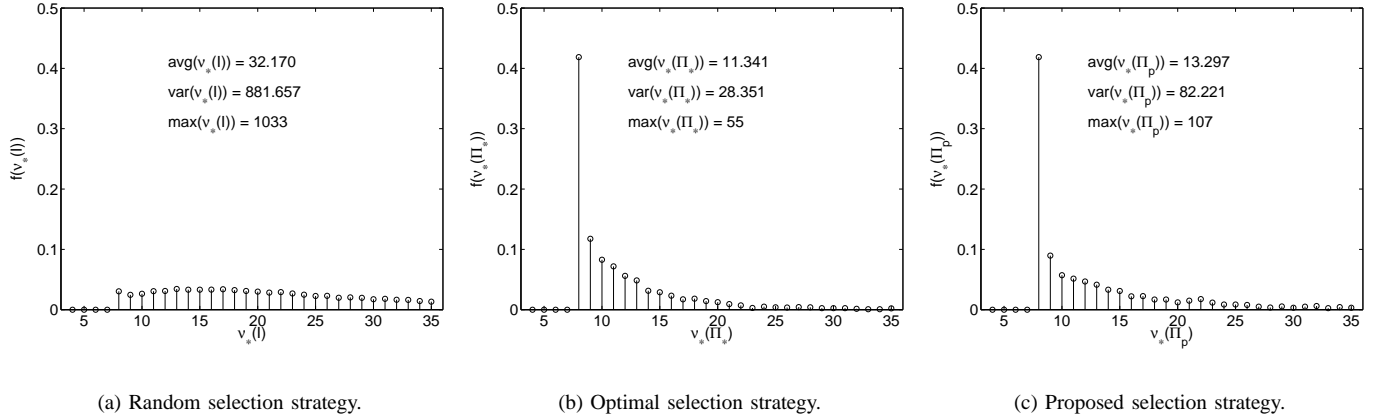 0.5
0.4
0.3
0.2
0.1
0
f(ν*(I))
avg(ν*(I)) = 32.170
var(ν*(I)) = 881.657
max(ν*(I)) = 1033
5 10 15 20 25 30 35
ν*(I)
(a) Random selection strategy.
0.5
0.4
0.3
0.2
0.1
0
f(ν*(Π*))
avg(ν*(Π*)) = 11.341
var(ν*(Π*)) = 28.351
max(ν*(Π*)) = 55
5 10 15 20 25 30 35
ν*(Π*)
(b) Optimal selection strategy.
0.5
0.4
0.3
0.2
0.1
0
f(ν*(Πp))
avg(ν*(Πp)) = 13.297
var(ν*(Πp)) = 82.221
max(ν*(Πp)) = 107
5 10 15 20 25 30 35
ν*(Πp)
(c) Proposed selection strategy.